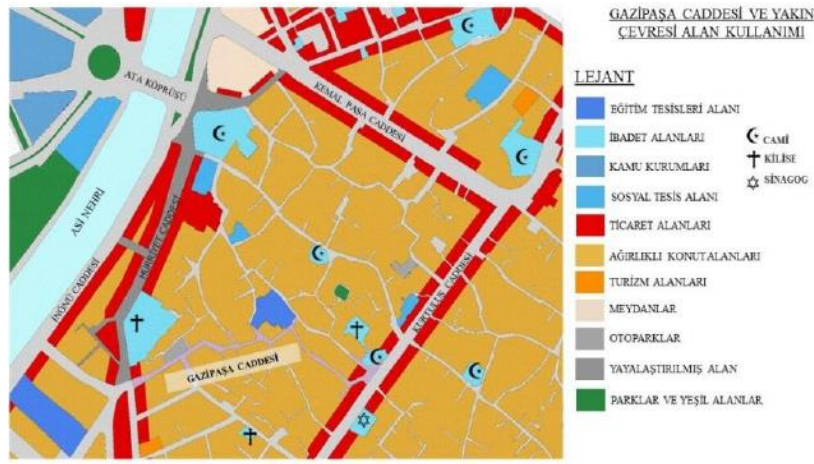 GAZİPAŞA CADDESİ VE YAKIN
ÇEVRESİ ALAN KULLANIMI
LEJANT
EĞİTİM TESİSLERİ ALANI
İBADET ALANLARI
CAMİ
KİLİSE
SİNAGOG
KAMU KURUMLARI
SOSYAL TESİS ALANI
TİCARET ALANLARI
AĞIRLIKLI KONUT ALANLARI
TURİZM ALANLARI
MEYDANLAR
OTOPARKLAR
YAYALAŞTIRILMIŞ ALAN
PARKLAR VE YEŞİL ALANLAR
ATA KÖPRÜSÜ
KEMAL PAŞA CADDESİ
ASİ NEHRİ
HÜRRİYET CADDESİ
İNÖNÜ CADDESİ
KURTULUŞ CADDESİ
GAZİPAŞA CADDESİ